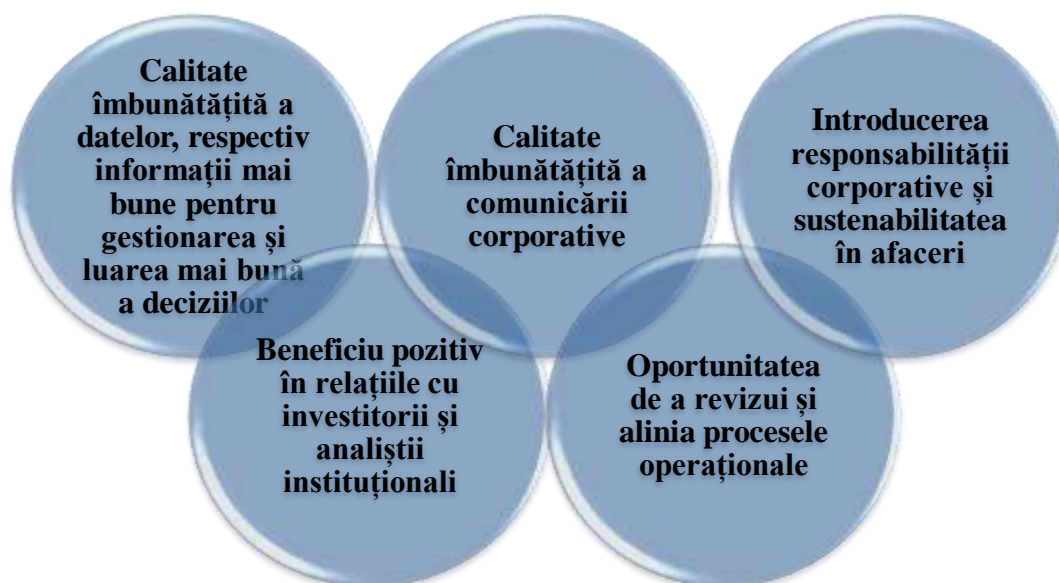 Calitate
îmbunătățită a
datelor, respectiv
informații mai
bune pentru
gestionarea și
luarea mai bună
a deciziilor
Calitate
îmbunătățită a
comunicării
corporative
Introducerea
responsabilității
corporative și
sustenabilitatea
în afaceri
Beneficiu pozitiv
în relațiile cu
investitorii și
analiștii
instituționali
Oportunitatea
de a revizui și
alinia procesele
operaționale